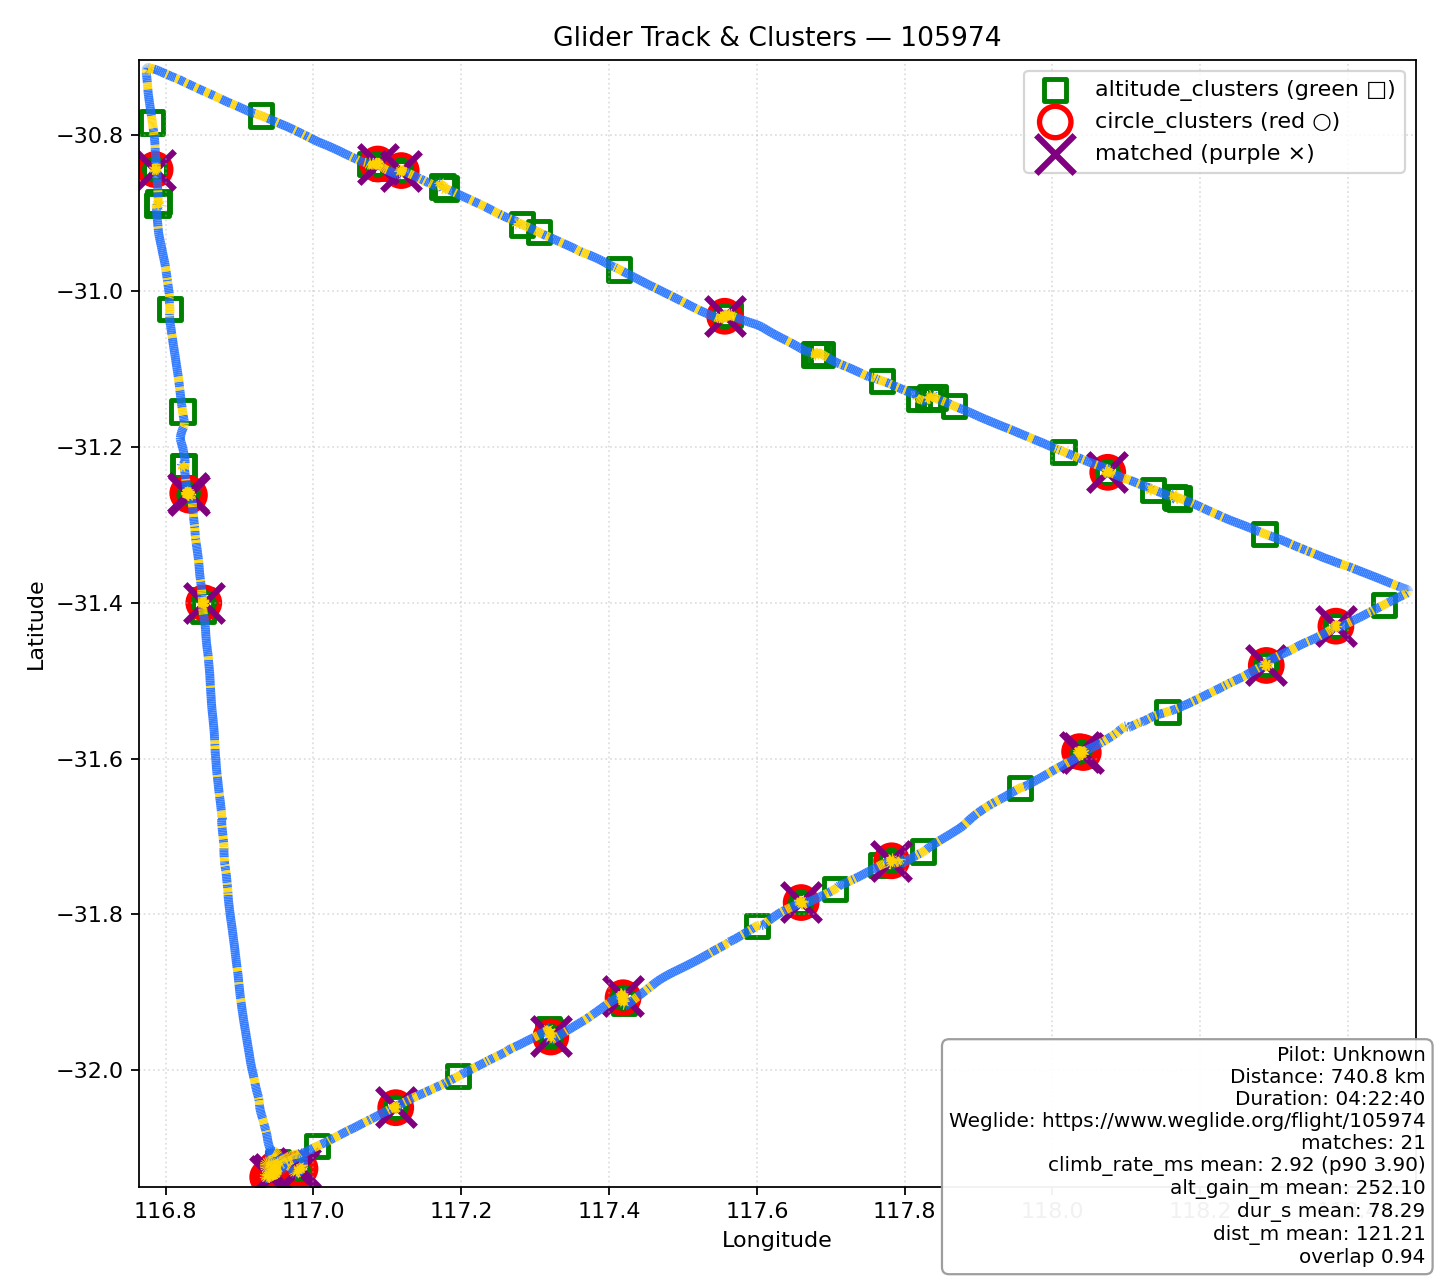 Glider Track & Clusters — 105974
altitude_clusters (green □)
circle_clusters (red ○)
matched (purple ×)
Latitude
−30.8
−31.0
−31.2
−31.4
−31.6
−31.8
−32.0
116.8 117.0 117.2 117.4 117.6 117.8 118.0 118.2
Longitude
Pilot: Unknown
Distance: 740.8 km
Duration: 04:22:40
Weglide: https://www.weglide.org/flight/105974
matches: 21
climb_rate_ms mean: 2.92 (p90 3.90)
alt_gain_m mean: 252.10
dur_s mean: 78.29
dist_m mean: 121.21
overlap 0.94